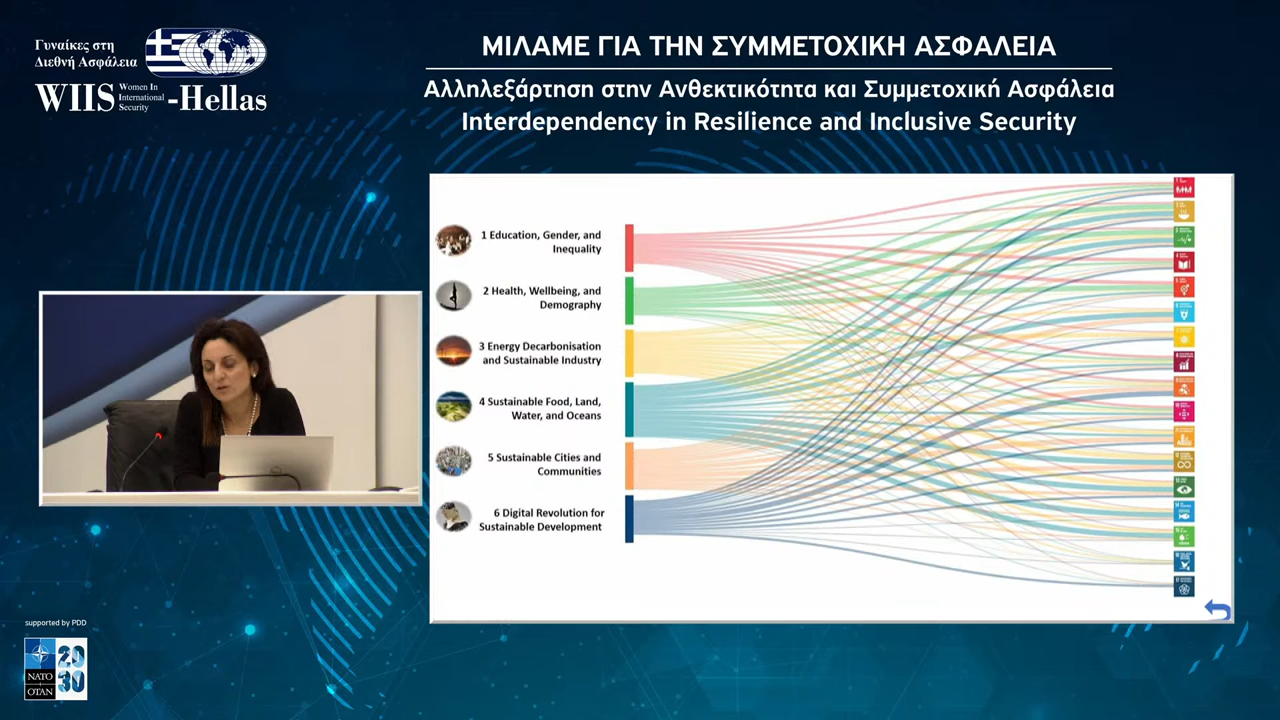 Γυναίκες στη
Διεθνή Ασφάλεια
WIIS
Women In
International
Security
-Hellas
ΜΙΛΑΜΕ ΓΙΑ ΤΗΝ ΣΥΜΜΕΤΟΧΙΚΗ ΑΣΦΑΛΕΙΑ
Αλληλεξάρτηση στην Ανθεκτικότητα και Συμμετοχική Ασφάλεια
Interdependency in Resilience and Inclusive Security
1 Education, Gender, and
Inequality
2 Health, Wellbeing, and
Demography
3 Energy Decarbonisation
and Sustainable Industry
4 Sustainable Food, Land,
Water, and Oceans
5 Sustainable Cities and
Communities
6 Digital Revolution for
Sustainable Development
supported by PDD
NATO
OTAN
20
30